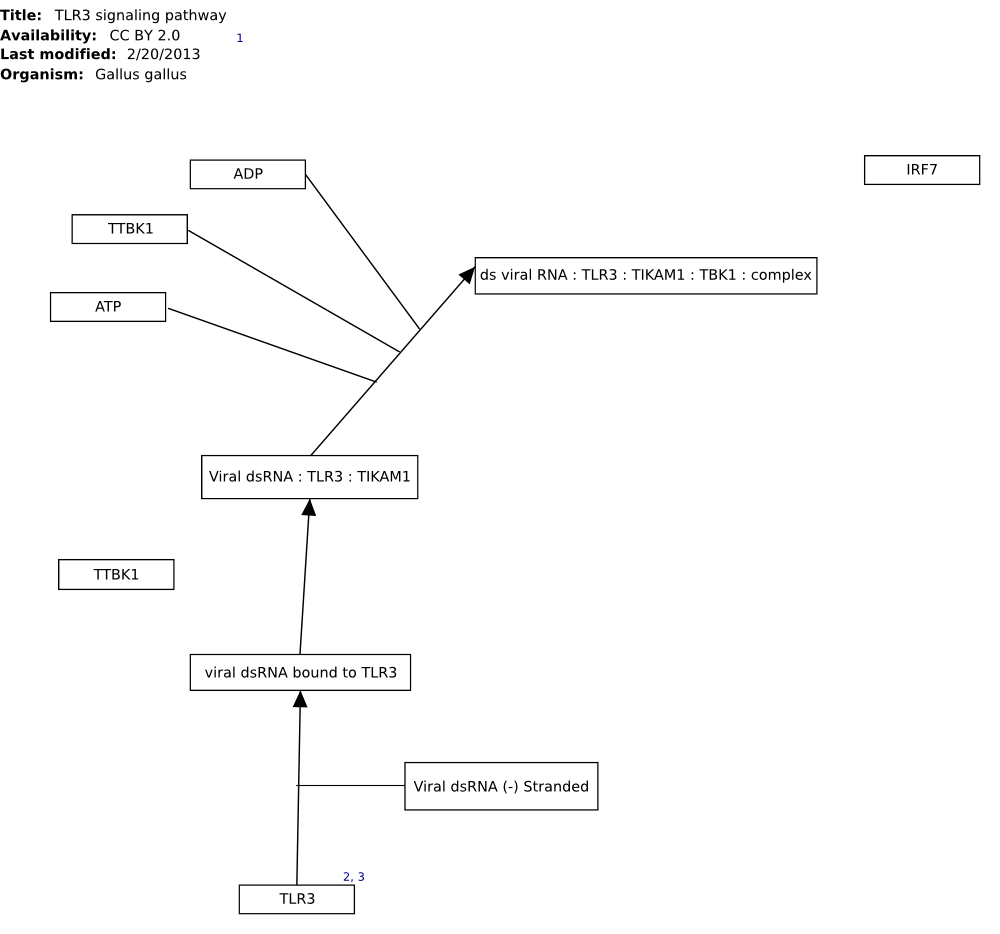 Title: TLR3 signaling pathway
Availability: CC BY 2.0 1
Last modified: 2/20/2013
Organism: Gallus gallus
IRF7
ADP
TTBK1
ds viral RNA : TLR3 : TIKAM1 : TBK1 : complex
ATP
Viral dsRNA : TLR3 : TIKAM1
TTBK1
viral dsRNA bound to TLR3
Viral dsRNA (-) Stranded
2, 3
TLR3